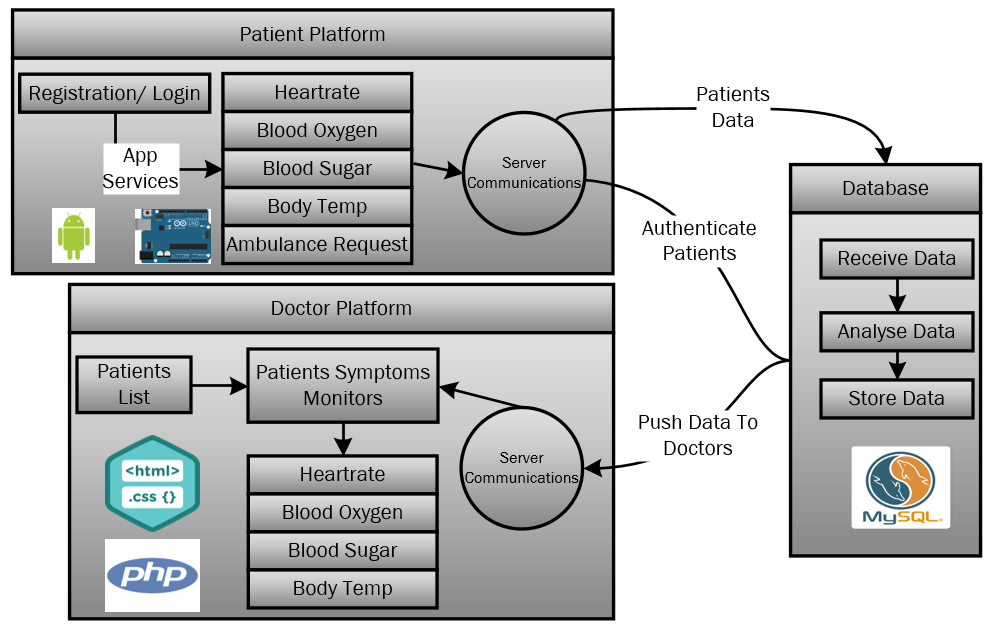 Patient Platform
Registration/ Login
App
Services
Heartrate
Blood Oxygen
Blood Sugar
Body Temp
Ambulance Request
Server
Communications
Patients
Data
Authenticate
Patients
Database
Receive Data
Analyse Data
Store Data
MySQL®
Doctor Platform
Patients
List
Patients Symptoms
Monitors
Heartrate
Blood Oxygen
Blood Sugar
Body Temp
Server
Communications
Push Data To
Doctors
<html>
.css {}
php